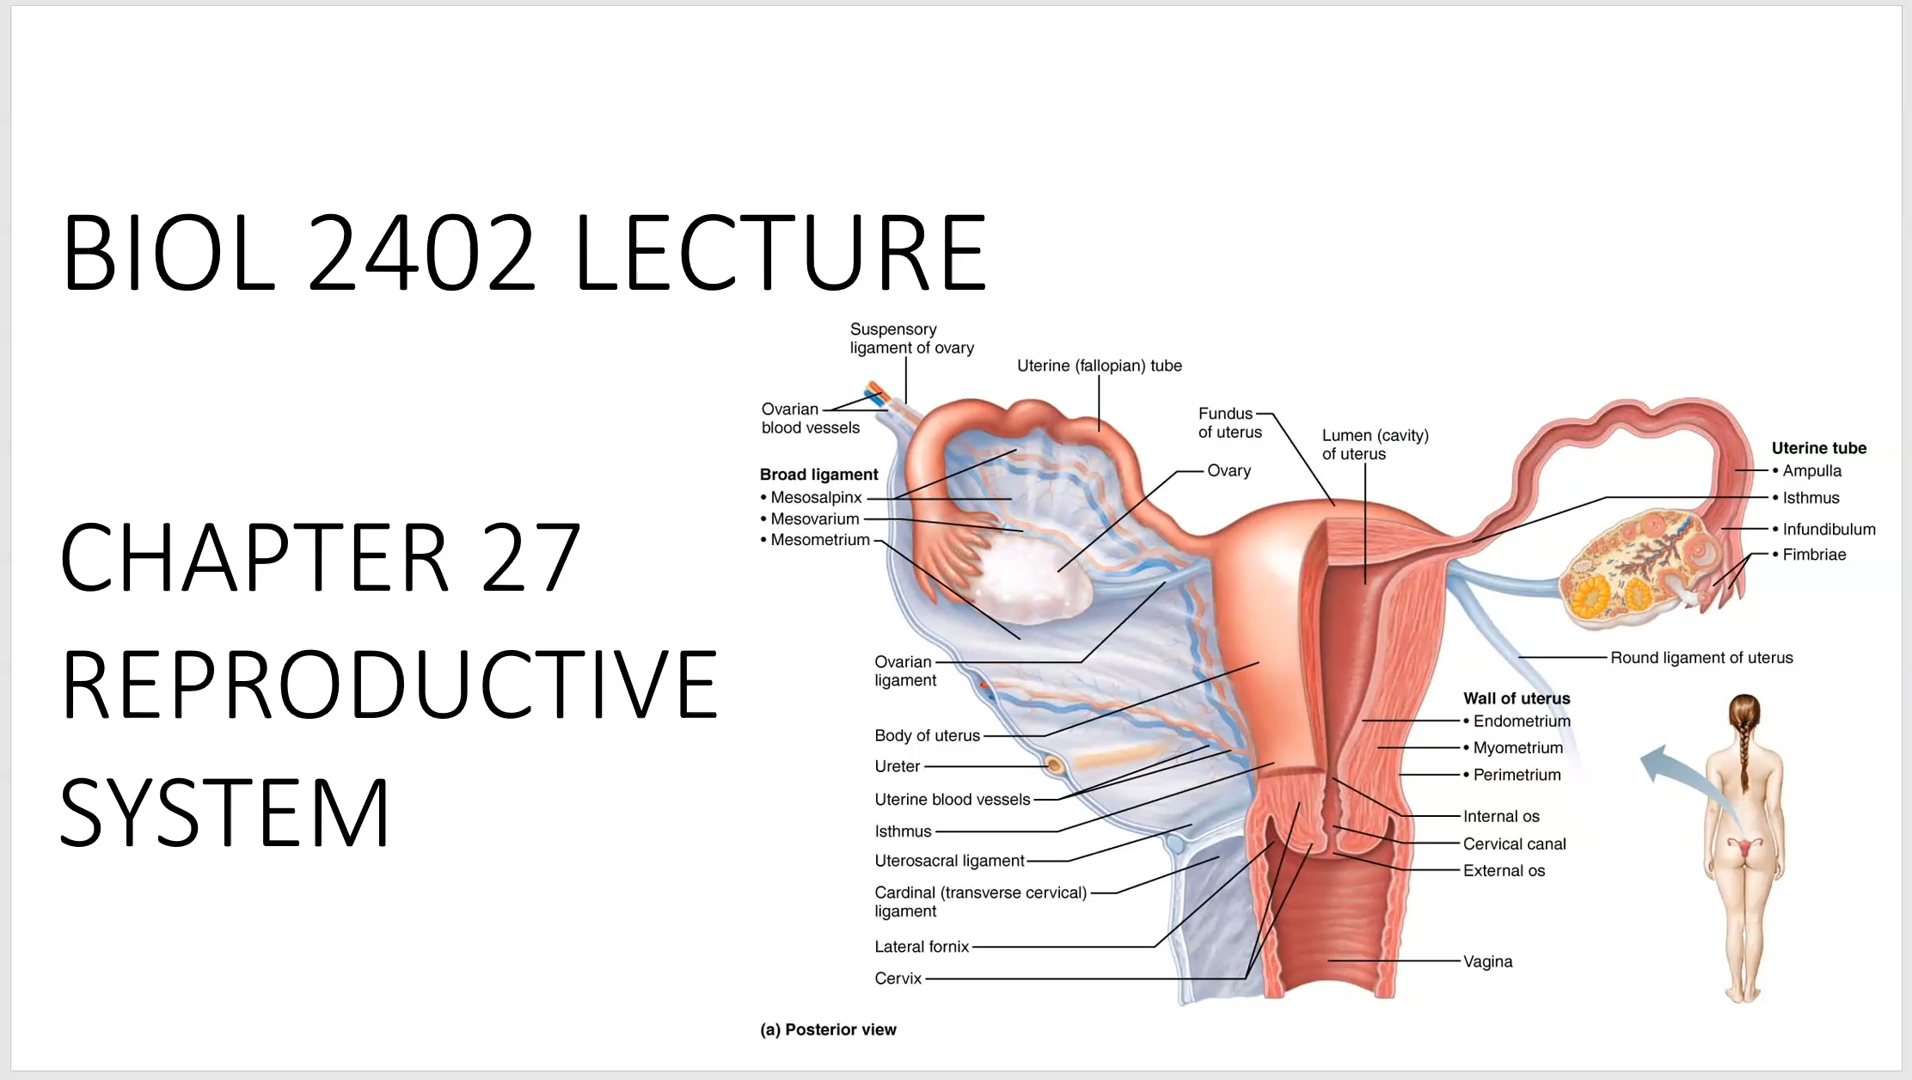 BIOL 2402 LECTURE
CHAPTER 27
REPRODUCTIVE
SYSTEM
Suspensory
ligament of ovary
Uterine (fallopian) tube
Ovarian
blood vessels
Fundus
of uterus
Lumen (cavity)
of uterus
Ovary
Broad ligament
• Mesosalpinx
• Mesovarium
• Mesometrium
Uterine tube
• Ampulla
• Isthmus
• Infundibulum
• Fimbriae
Ovarian
ligament
Round ligament of uterus
Body of uterus
Ureter
Uterine blood vessels
Isthmus
Uterosacral ligament
Cardinal (transverse cervical)
ligament
Lateral fornix
Cervix
Wall of uterus
• Endometrium
• Myometrium
• Perimetrium
Internal os
Cervical canal
External os
Vagina
(a) Posterior view